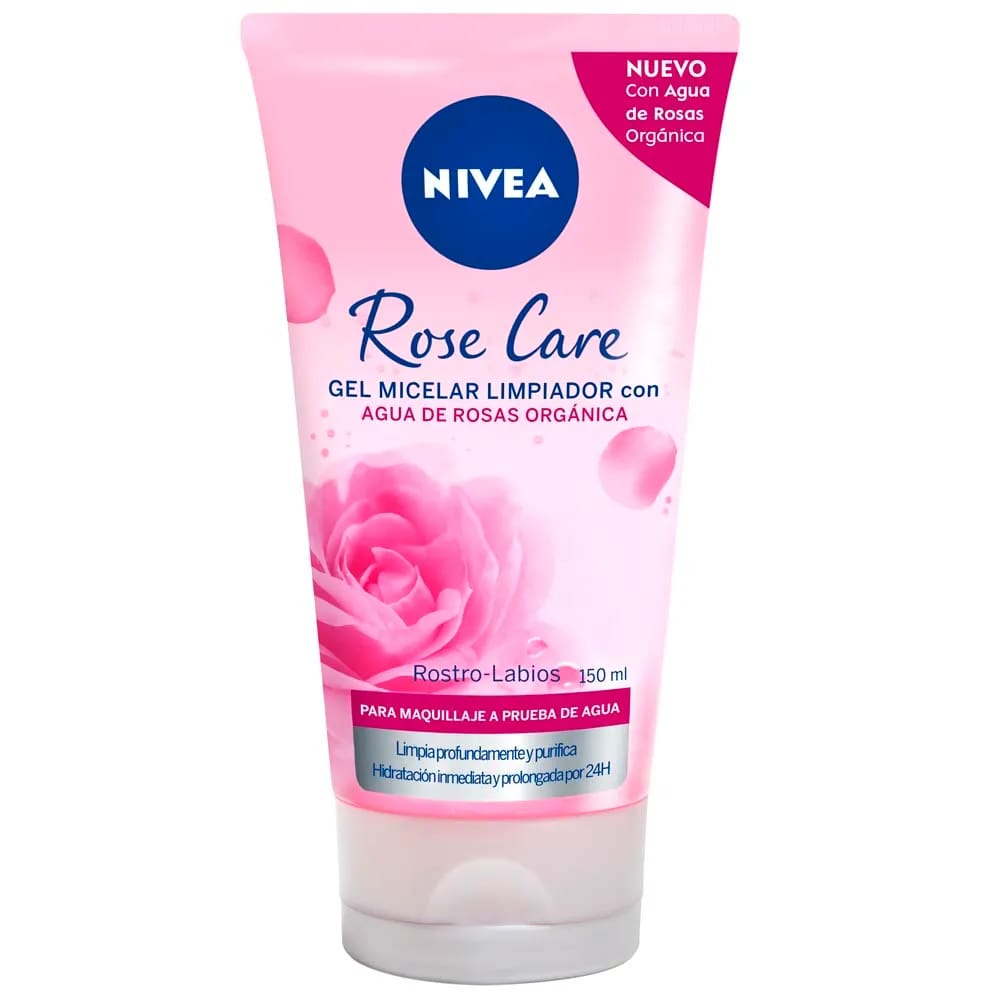 NUEVO
Con Agua
de Rosas
Orgánica
NIVEA
Rose Care
GEL MICELAR LIMPIADOR con
AGUA DE ROSAS ORGÁNICA
Rostro-Labios 150 ml
PARA MAQUILLAJE A PRUEBA DE AGUA
Limpia profundamente y purifica
Hidratación inmediata y prolongada por 24H